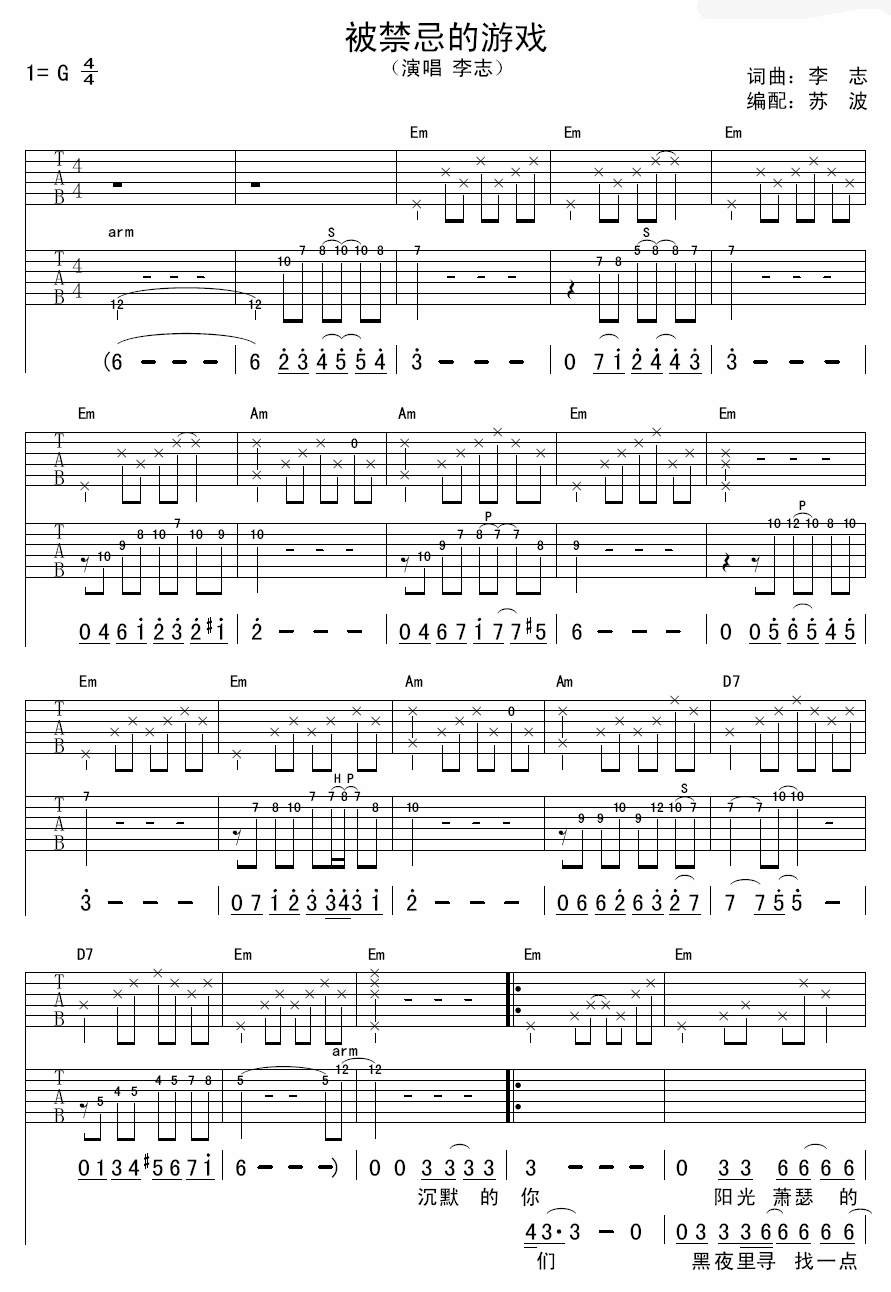 被禁忌的游戏
（演唱 李志）
1= G 4/4
词曲：李 志
编配：苏 波
Em Em Em
TAB 4/4
arm S S
TAB 4/4
12 12 10 7 8 10 10 8 7 7 8 5 8 8 7 7
(6 - - - | 6 2 3 4 5 5 4 | 3 - - - | 0 7 1 2 4 4 3 | 3 - - -
Em Am Am Em Em
TAB 0
P P
TAB 10 9 8 10 7 10 9 10 10 9 7 8 7 7 8 9 10 12 10 8 10
0 4 6 1 2 3 2 #1 | 2 - - - | 0 4 6 7 1 7 7 #5 | 6 - - - | 0 0 5 6 5 4 5
Em Em Am Am D7
TAB 0
H P S
TAB 7 7 8 10 7 7 8 7 8 10 9 9 10 9 12 10 7 7 7 10 10
3 - - - | 0 7 1 2 3 3 4 3 1 | 2 - - - | 0 6 6 2 6 3 2 7 | 7 7 5 5 -
D7 Em Em Em Em
TAB
arm
TAB 5 4 5 4 5 7 8 5 5 12 12
0 1 3 4 #5 6 7 1 | 6 - - -) | 0 0 3 3 3 3 | 3 - - - | 0 3 3 6 6 6 6
沉默 的 你 阳光 萧瑟 的
4 3· 3 - 0 | 0 3 3 3 6 6 6 6 6
们 黑夜里寻 找一点